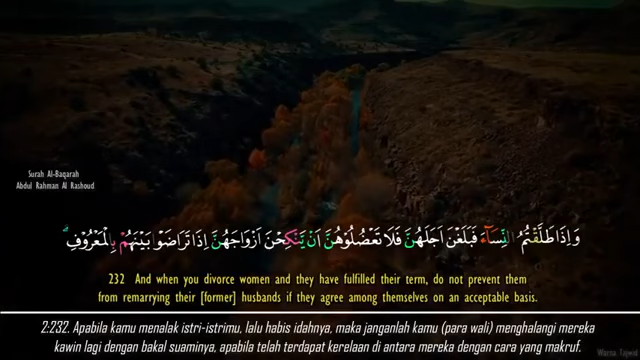 Surah Al-Baqarah
Abdul Rahman Al Rashoud
وَاِذَا طَلَّقْتُمُ النِّسَاۤءَ فَبَلَغْنَ اَجَلَهُنَّ فَلَا تَعْضُلُوْهُنَّ اَنْ يَّنْكِحْنَ اَزْوَاجَهُنَّ اِذَا تَرَاضَوْا بَيْنَهُمْ بِالْمَعْرُوْفِۗ
232 And when you divorce women and they have fulfilled their term, do not prevent them
from remarrying their [former] husbands if they agree among themselves on an acceptable basis.
2:232. Apabila kamu menalak istri-istrimu, lalu habis idahnya, maka janganlah kamu (para wali) menghalangi mereka
kawin lagi dengan bakal suaminya, apabila telah terdapat kerelaan di antara mereka dengan cara yang makruf.